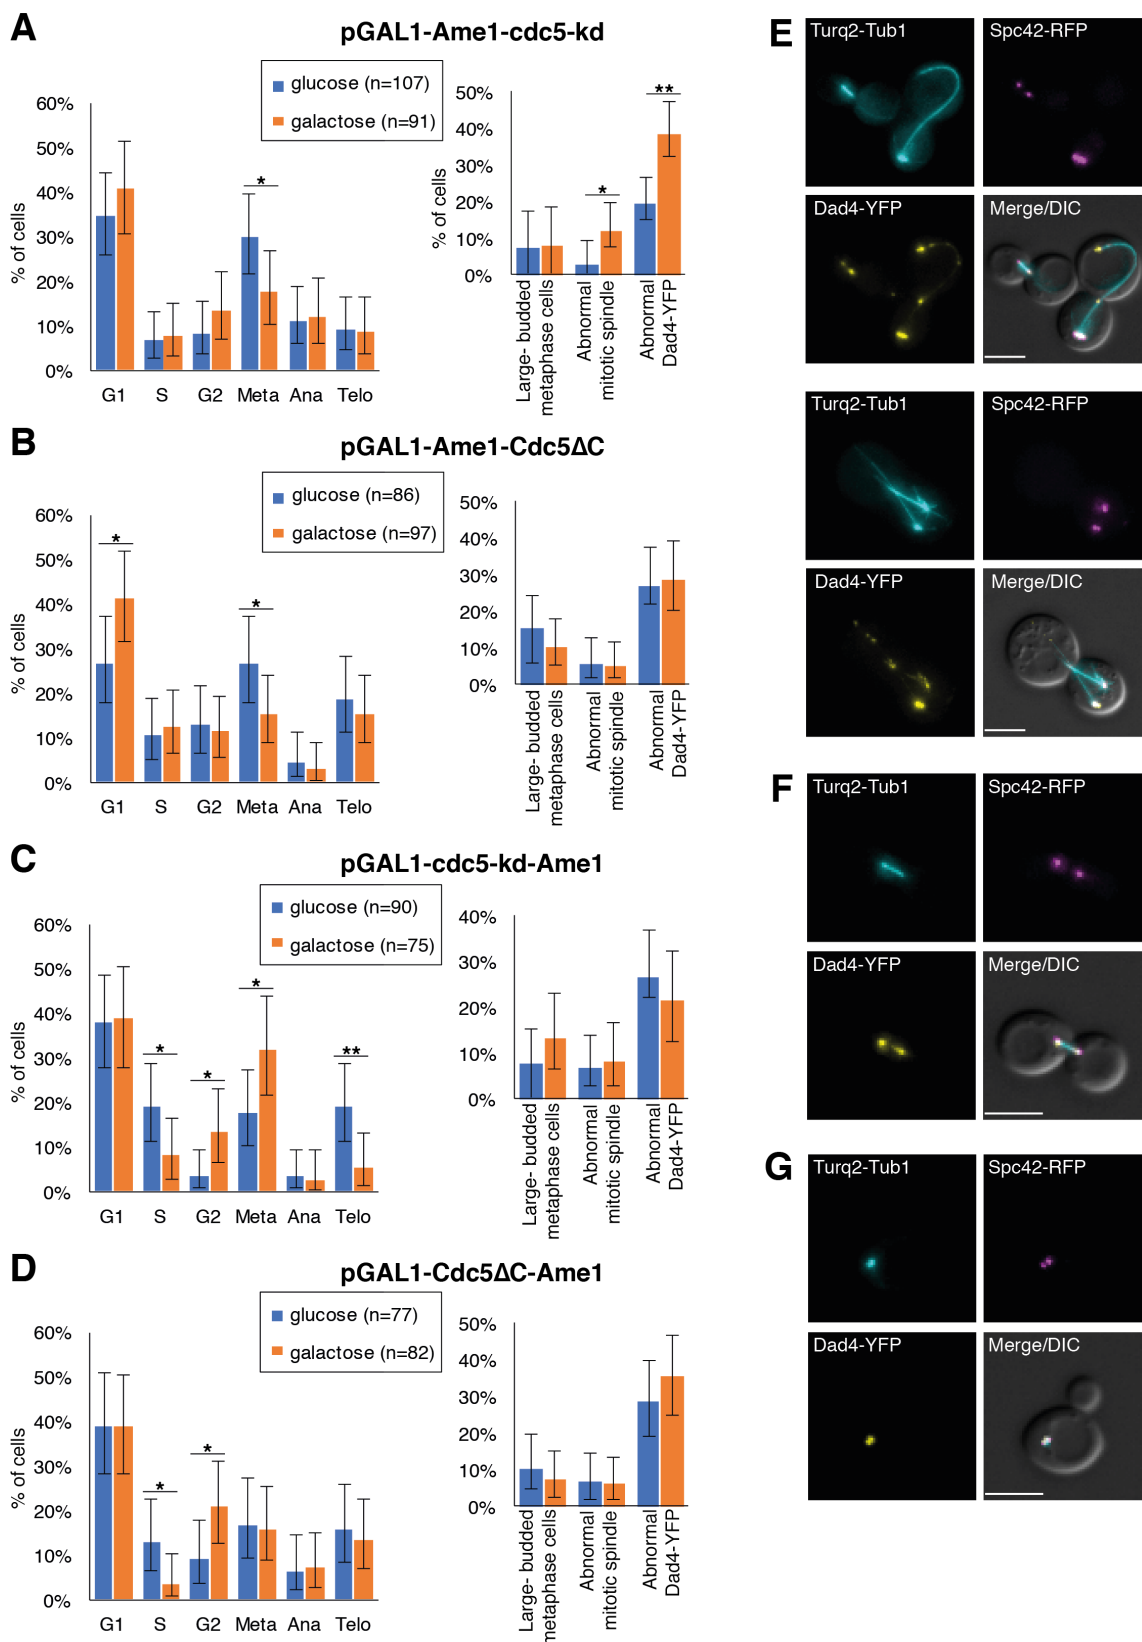 A
pGAL1-Ame1-cdc5-kd
glucose (n=107)
galactose (n=91)
60%
50%
40%
30%
20%
10%
0%
% of cells
G1 S G2 Meta Ana Telo
*
50%
40%
30%
20%
10%
0%
% of cells
* **
Large- budded
metaphase cells
Abnormal
mitotic spindle
Abnormal
Dad4-YFP
B
pGAL1-Ame1-Cdc5ΔC
glucose (n=86)
galactose (n=97)
60%
50%
40%
30%
20%
10%
0%
% of cells
G1 S G2 Meta Ana Telo
* *
50%
40%
30%
20%
10%
0%
Large- budded
metaphase cells
Abnormal
mitotic spindle
Abnormal
Dad4-YFP
C
pGAL1-cdc5-kd-Ame1
glucose (n=90)
galactose (n=75)
60%
50%
40%
30%
20%
10%
0%
% of cells
G1 S G2 Meta Ana Telo
* * * **
40%
30%
20%
10%
0%
Large- budded
metaphase cells
Abnormal
mitotic spindle
Abnormal
Dad4-YFP
D
pGAL1-Cdc5ΔC-Ame1
glucose (n=77)
galactose (n=82)
60%
50%
40%
30%
20%
10%
0%
% of cells
G1 S G2 Meta Ana Telo
* *
50%
40%
30%
20%
10%
0%
Large- budded
metaphase cells
Abnormal
mitotic spindle
Abnormal
Dad4-YFP
E
Turq2-Tub1 Spc42-RFP
Dad4-YFP Merge/DIC
Turq2-Tub1 Spc42-RFP
Dad4-YFP Merge/DIC
F
Turq2-Tub1 Spc42-RFP
Dad4-YFP Merge/DIC
G
Turq2-Tub1 Spc42-RFP
Dad4-YFP Merge/DIC